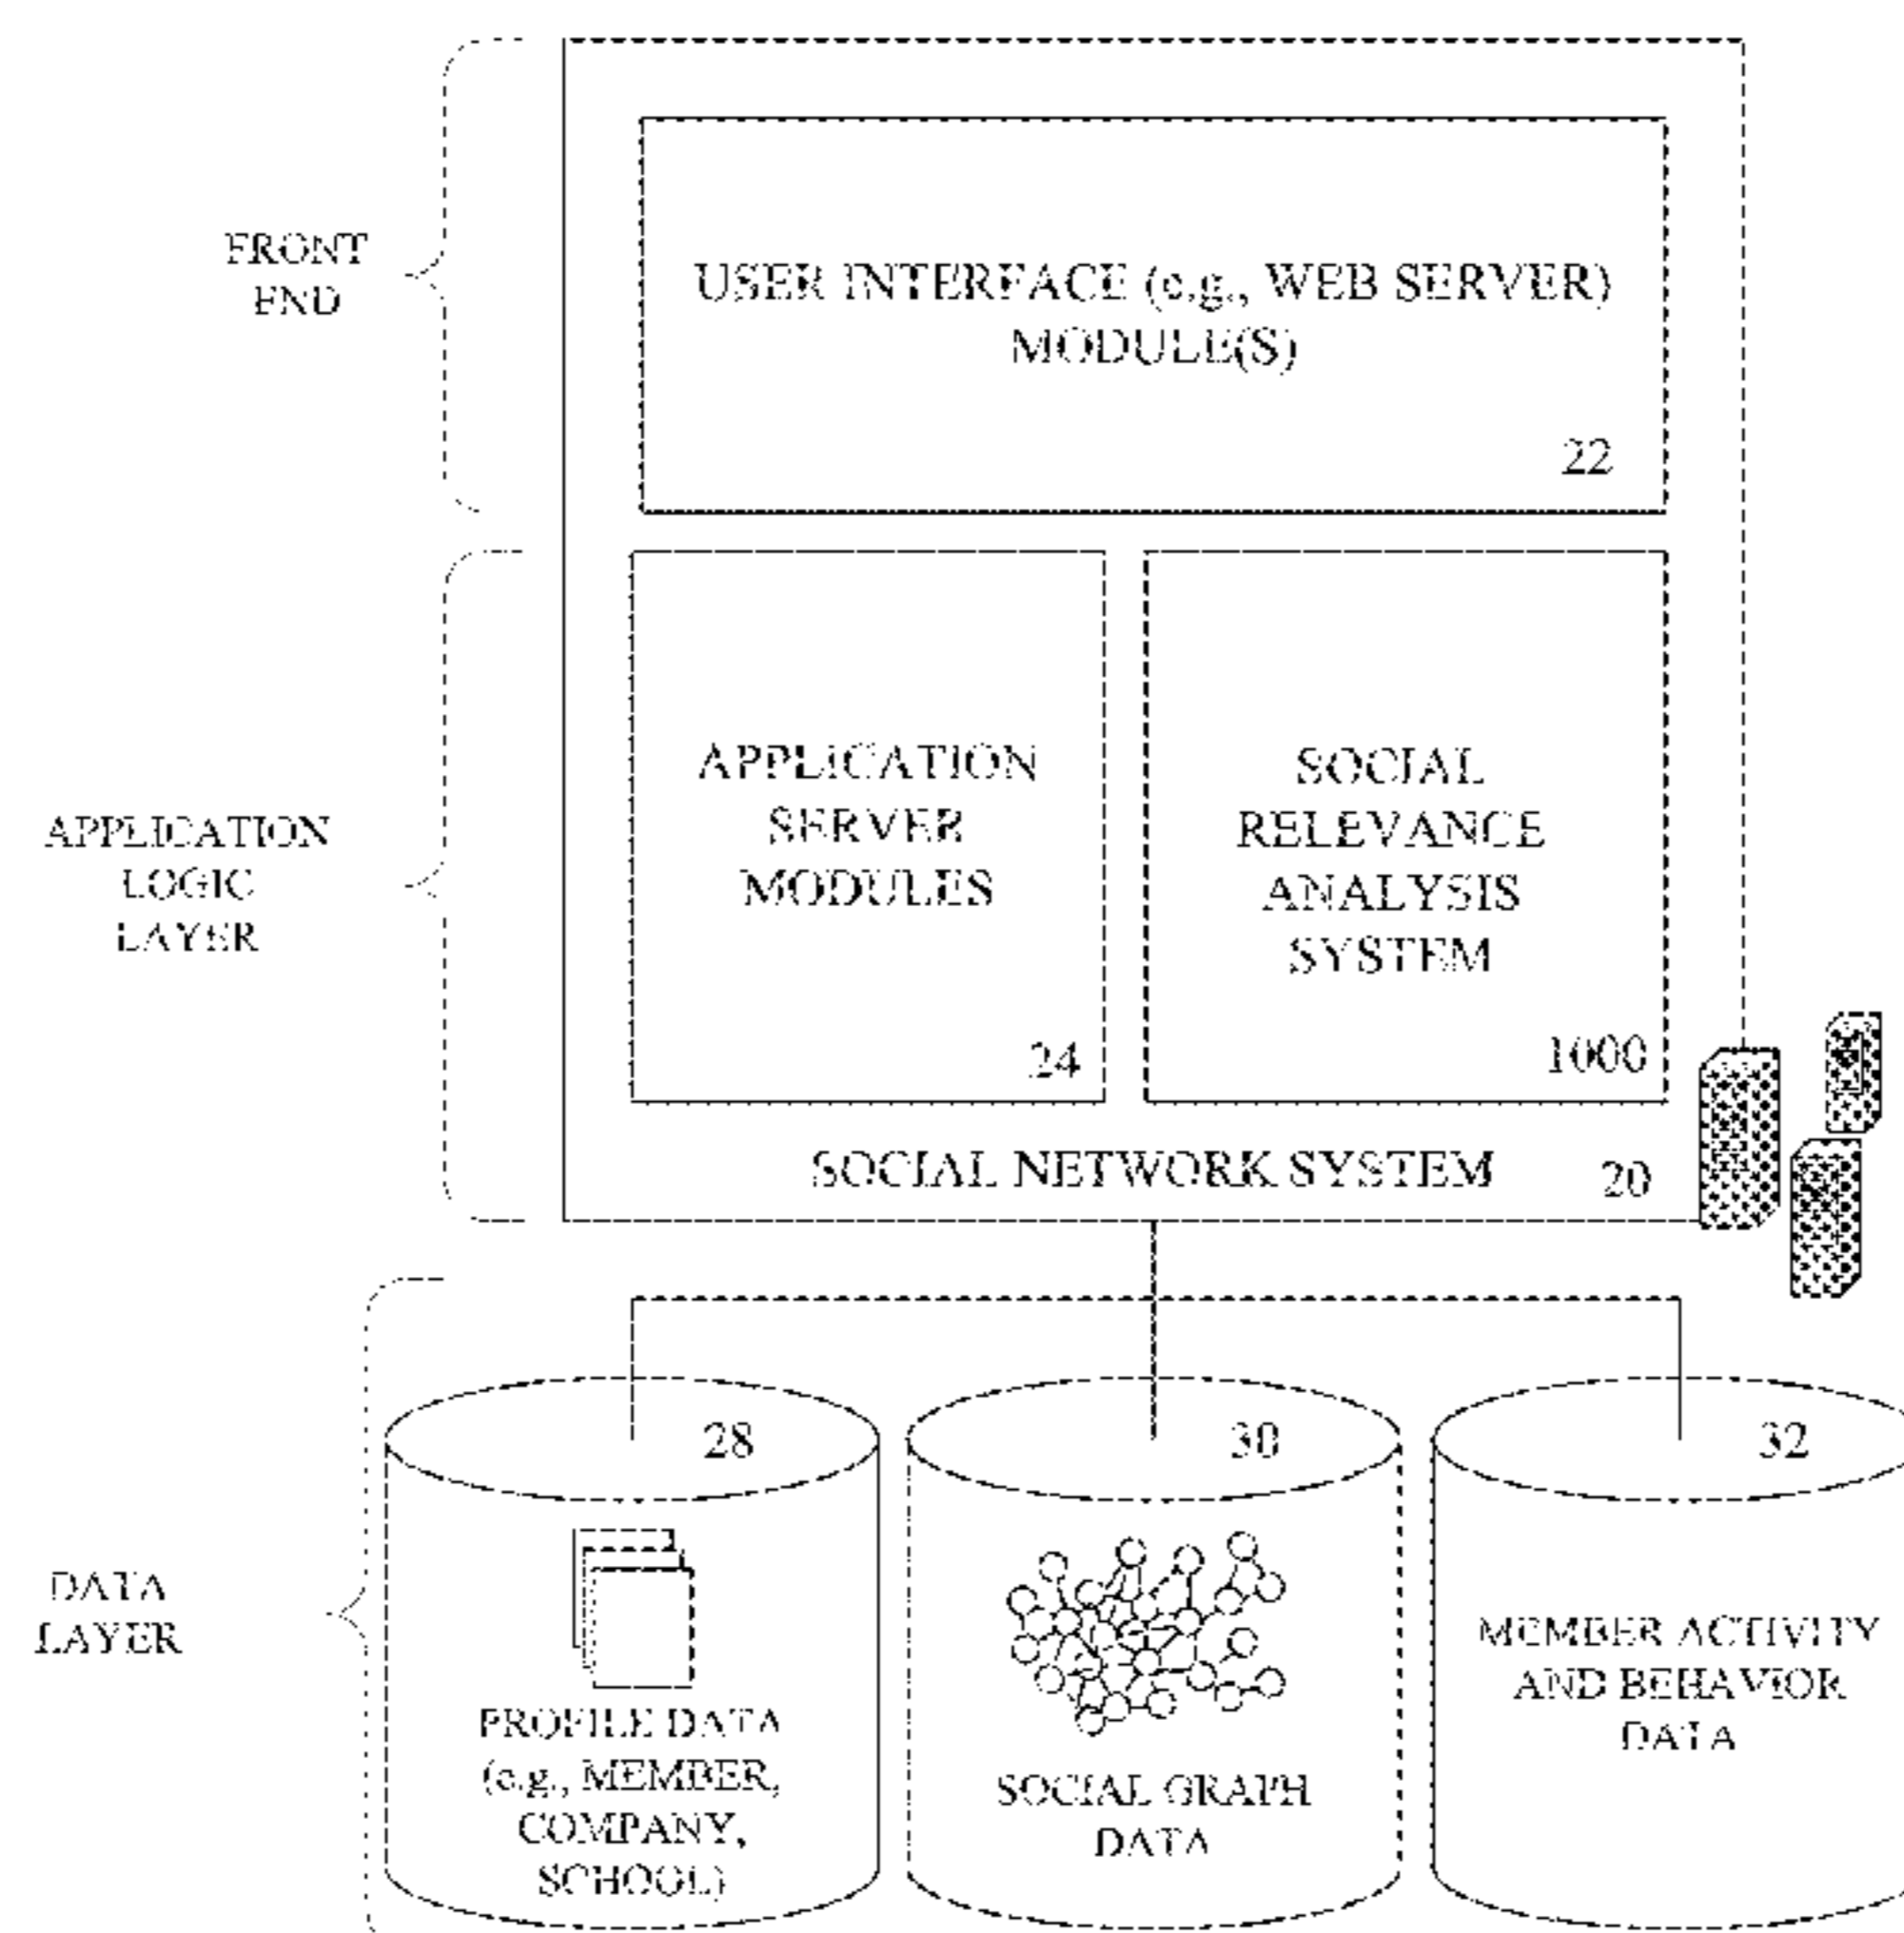 FRONT
END
USER INTERFACE (e.g., WEB SERVER)
MODULE(S)
22
APPLICATION
LOGIC
LAYER
APPLICATION
SERVER
MODULES
24
SOCIAL
RELEVANCE
ANALYSIS
SYSTEM
1000
SOCIAL NETWORK SYSTEM
20
DATA
LAYER
28
PROFILE DATA
(e.g., MEMBER,
COMPANY,
SCHOOL)
30
SOCIAL GRAPH
DATA
32
MEMBER ACTIVITY
AND BEHAVIOR
DATA